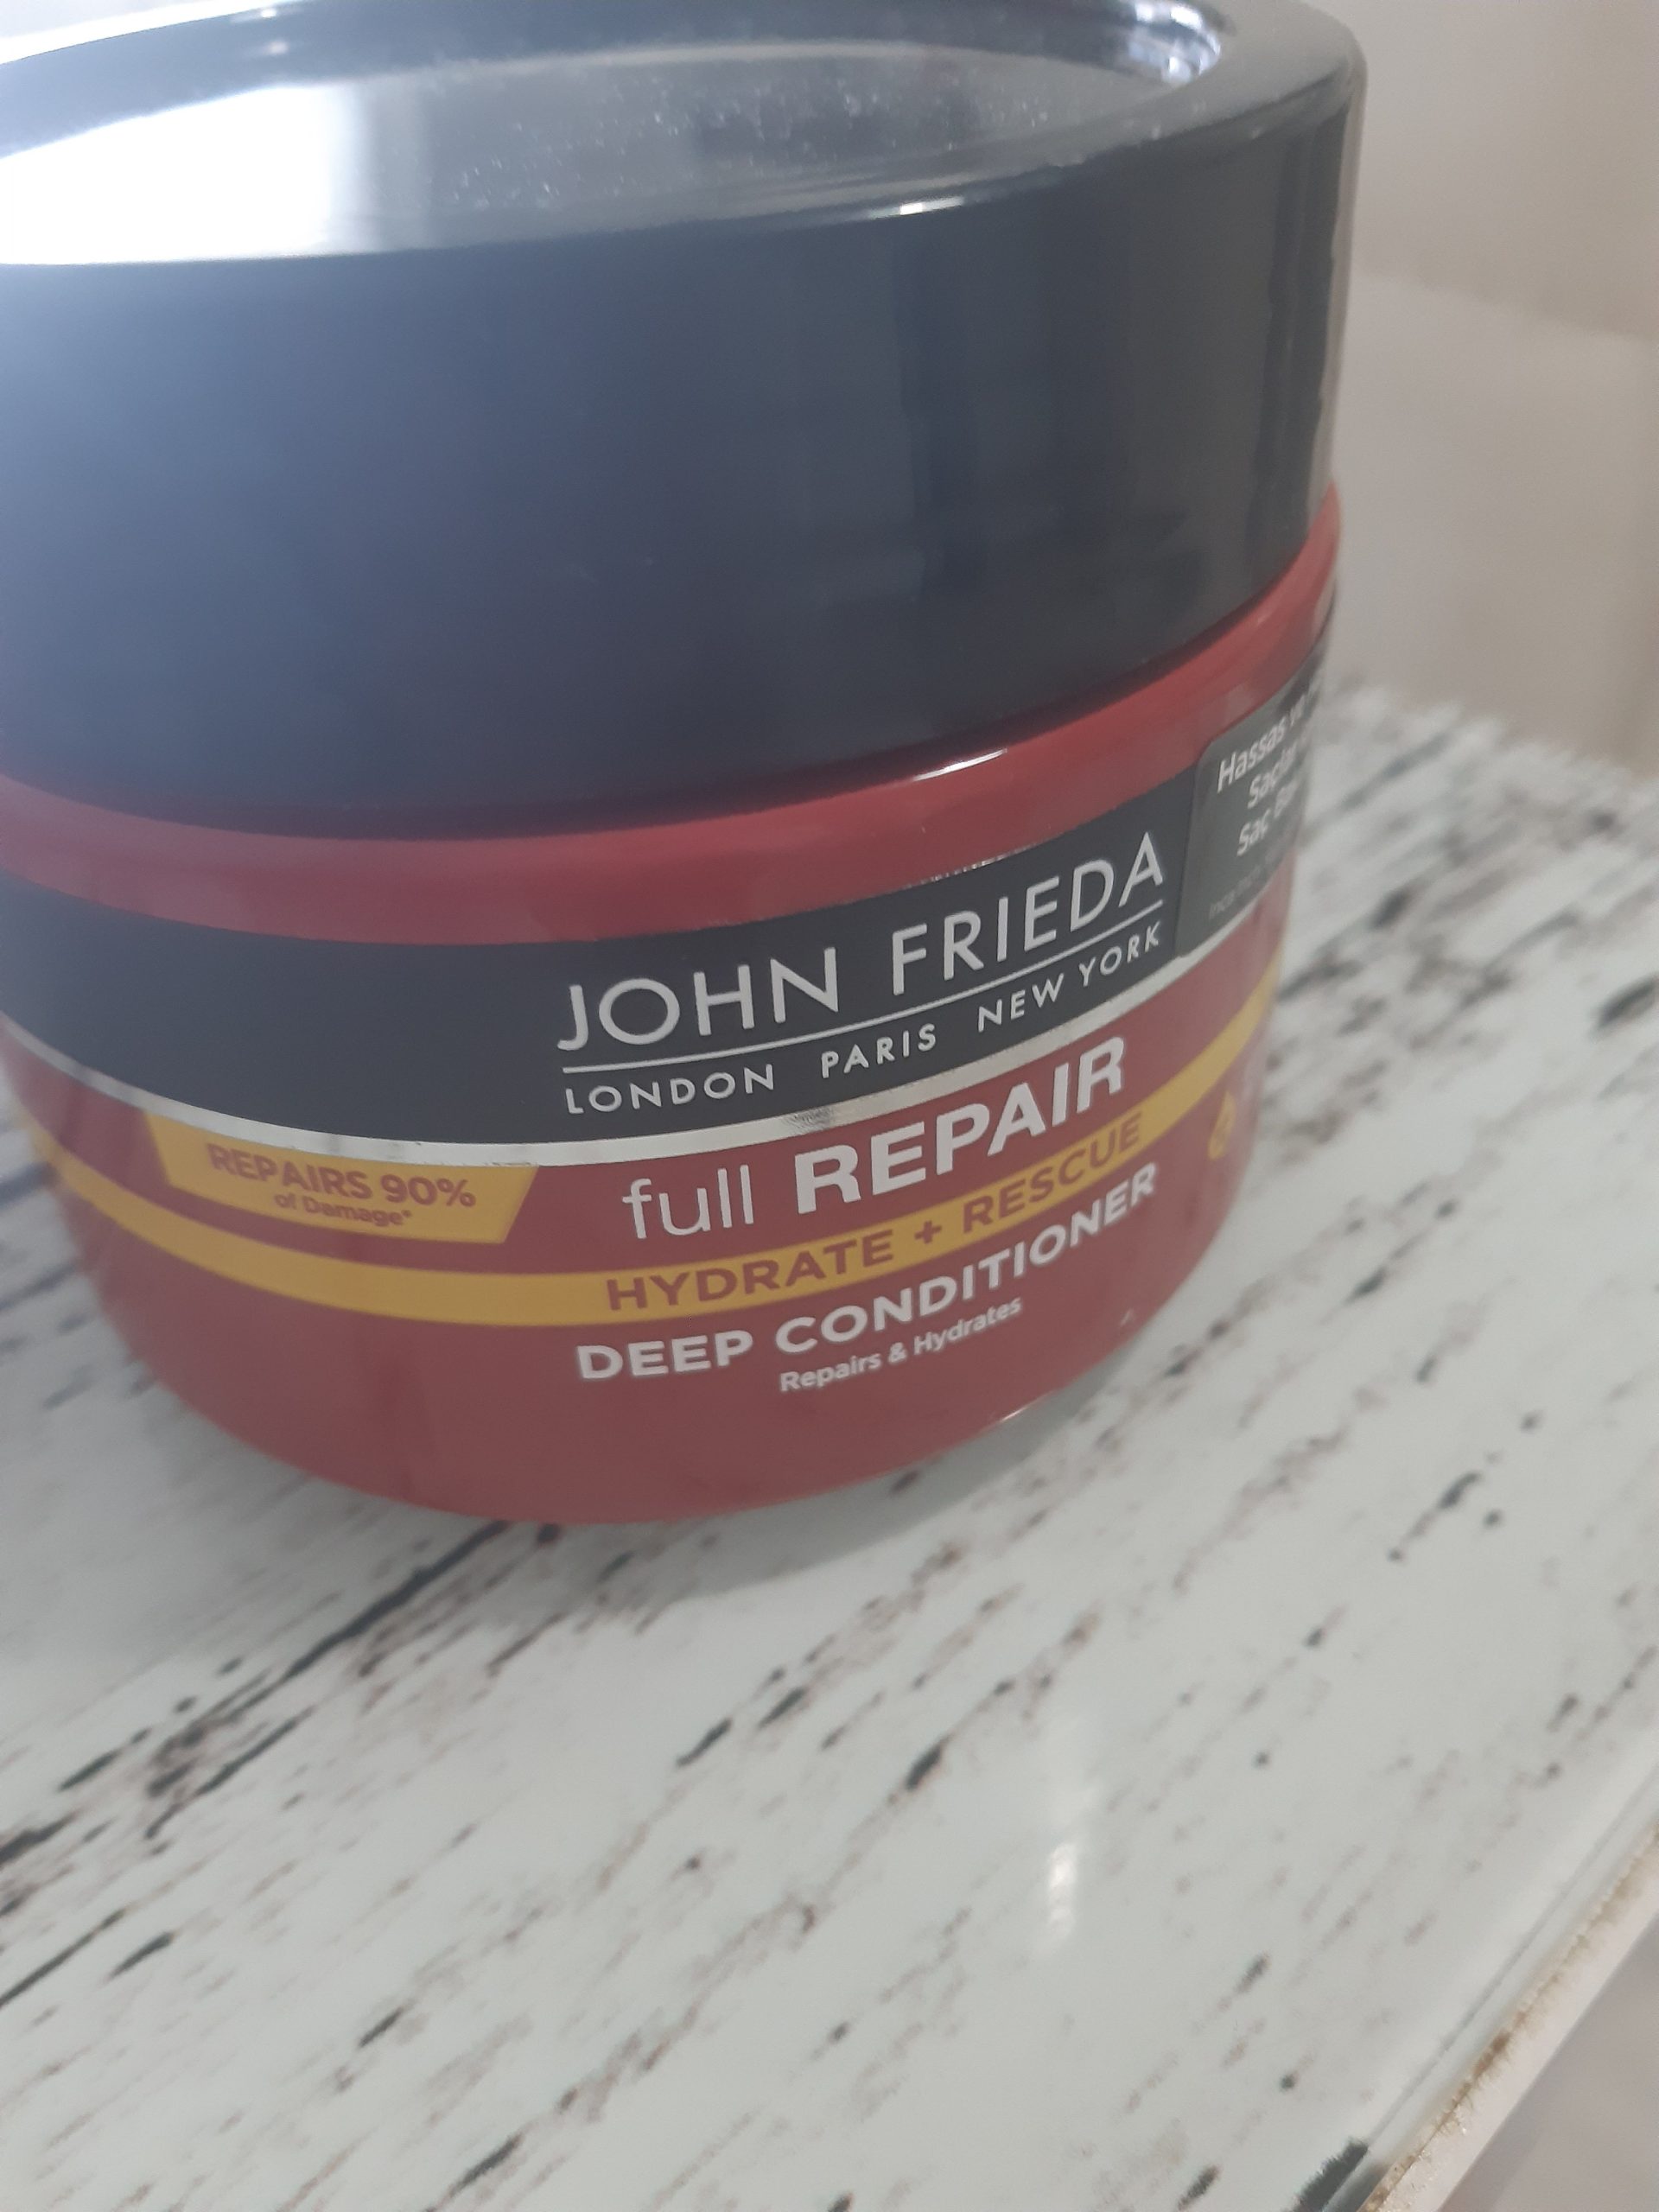 JOHN FRIEDA
LONDON PARIS NEW YORK
REPAIRS 90%
of Damage*
full REPAIR
HYDRATE + RESCUE
DEEP CONDITIONER
Repairs & Hydrates
Hassas
Saç